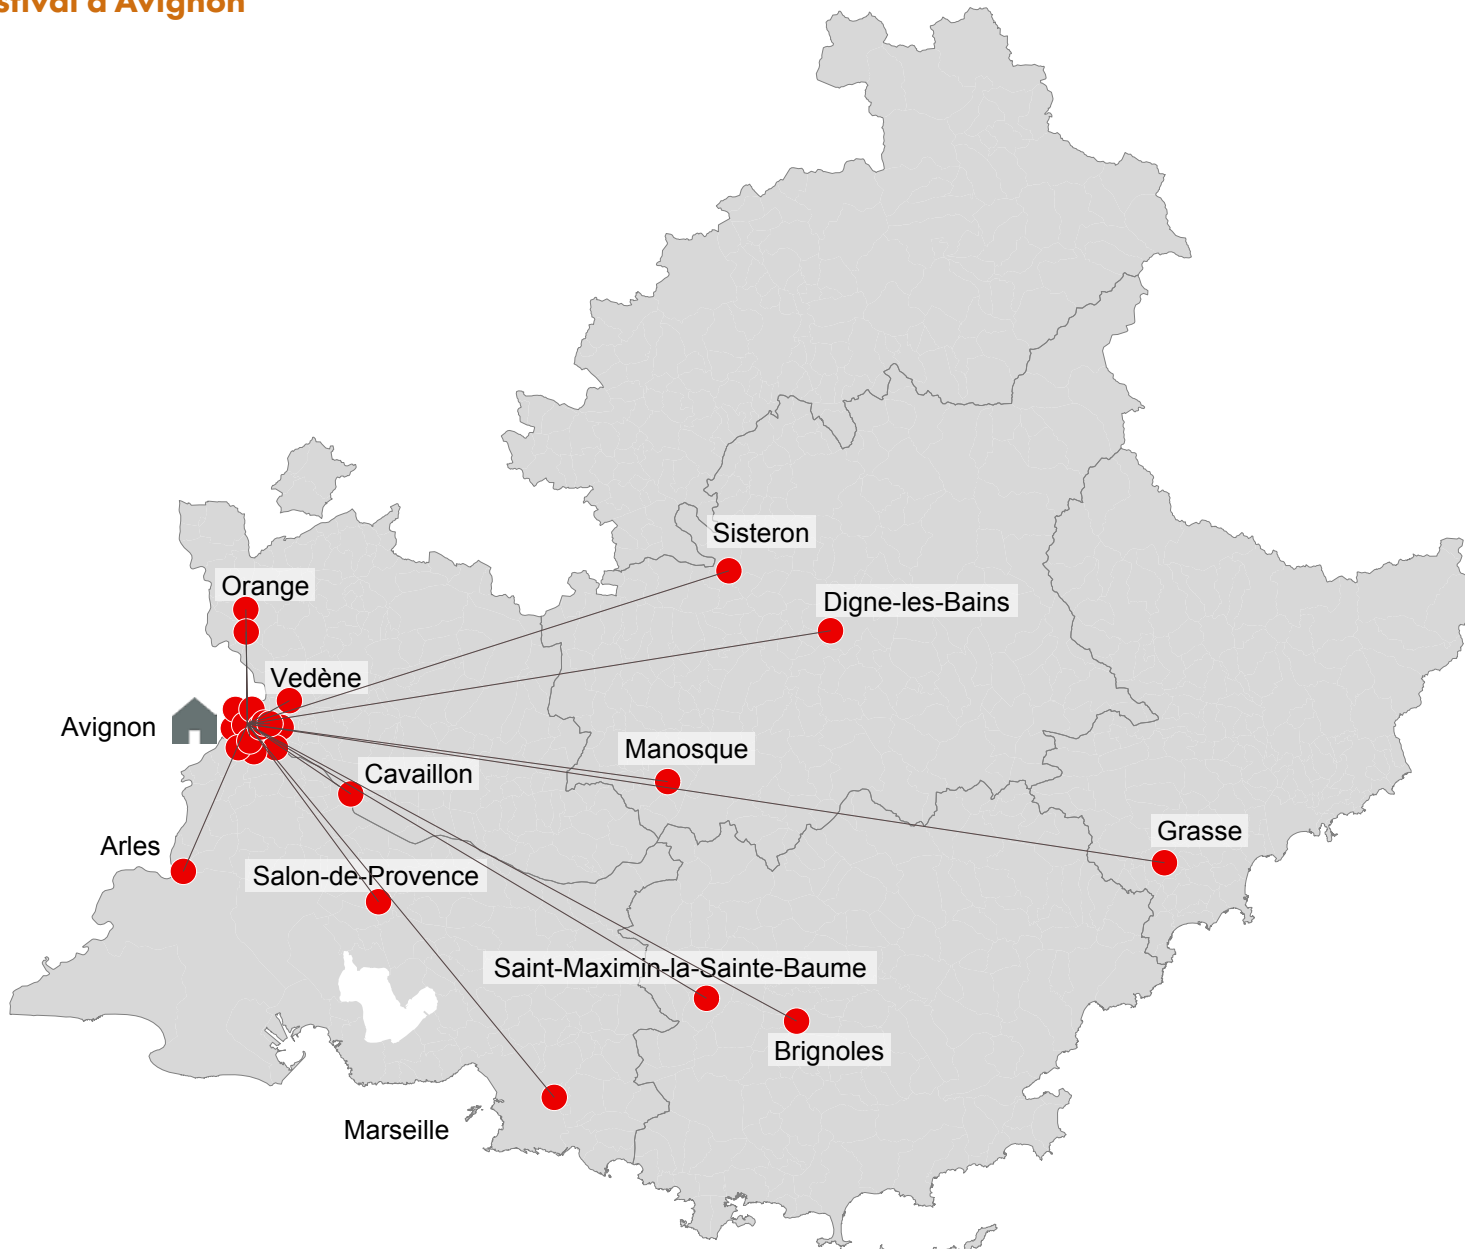 d'Avignon
Sisteron
Orange
Digne-les-Bains
Vedène
Avignon
Manosque
Cavaillon
Grasse
Arles
Salon-de-Provence
Saint-Maximin-la-Sainte-Baume
Brignoles
Marseille